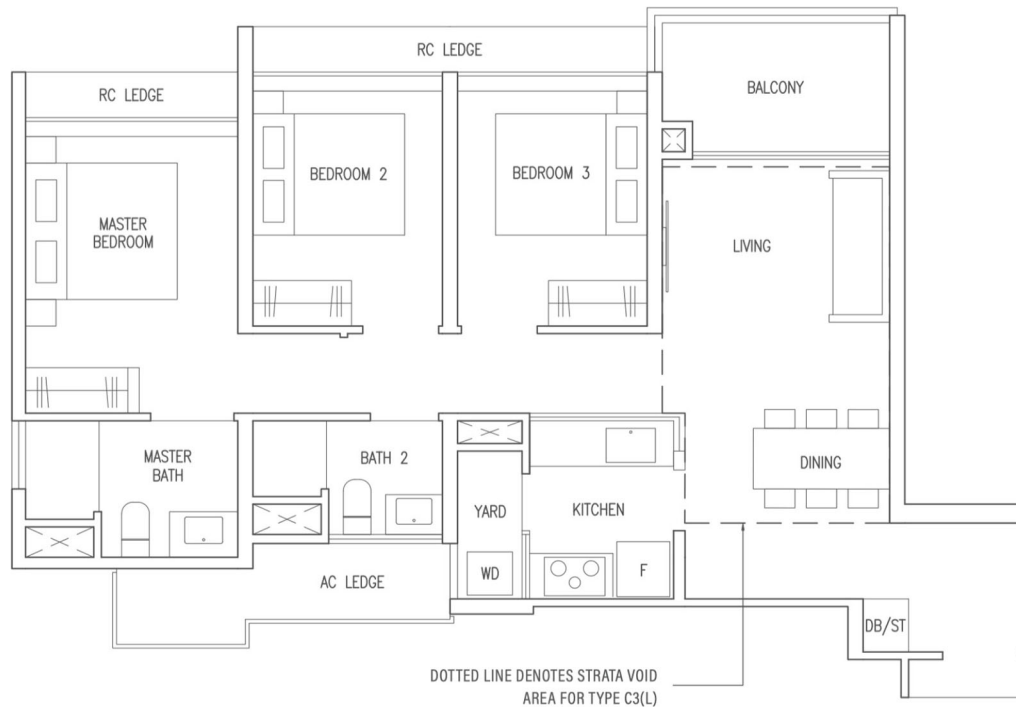 RC LEDGE
RC LEDGE
BALCONY
BEDROOM 2
BEDROOM 3
MASTER
BEDROOM
LIVING
MASTER
BATH
BATH 2
DINING
YARD
KITCHEN
WD
F
AC LEDGE
DB/ST
DOTTED LINE DENOTES STRATA VOID
AREA FOR TYPE C3(L)